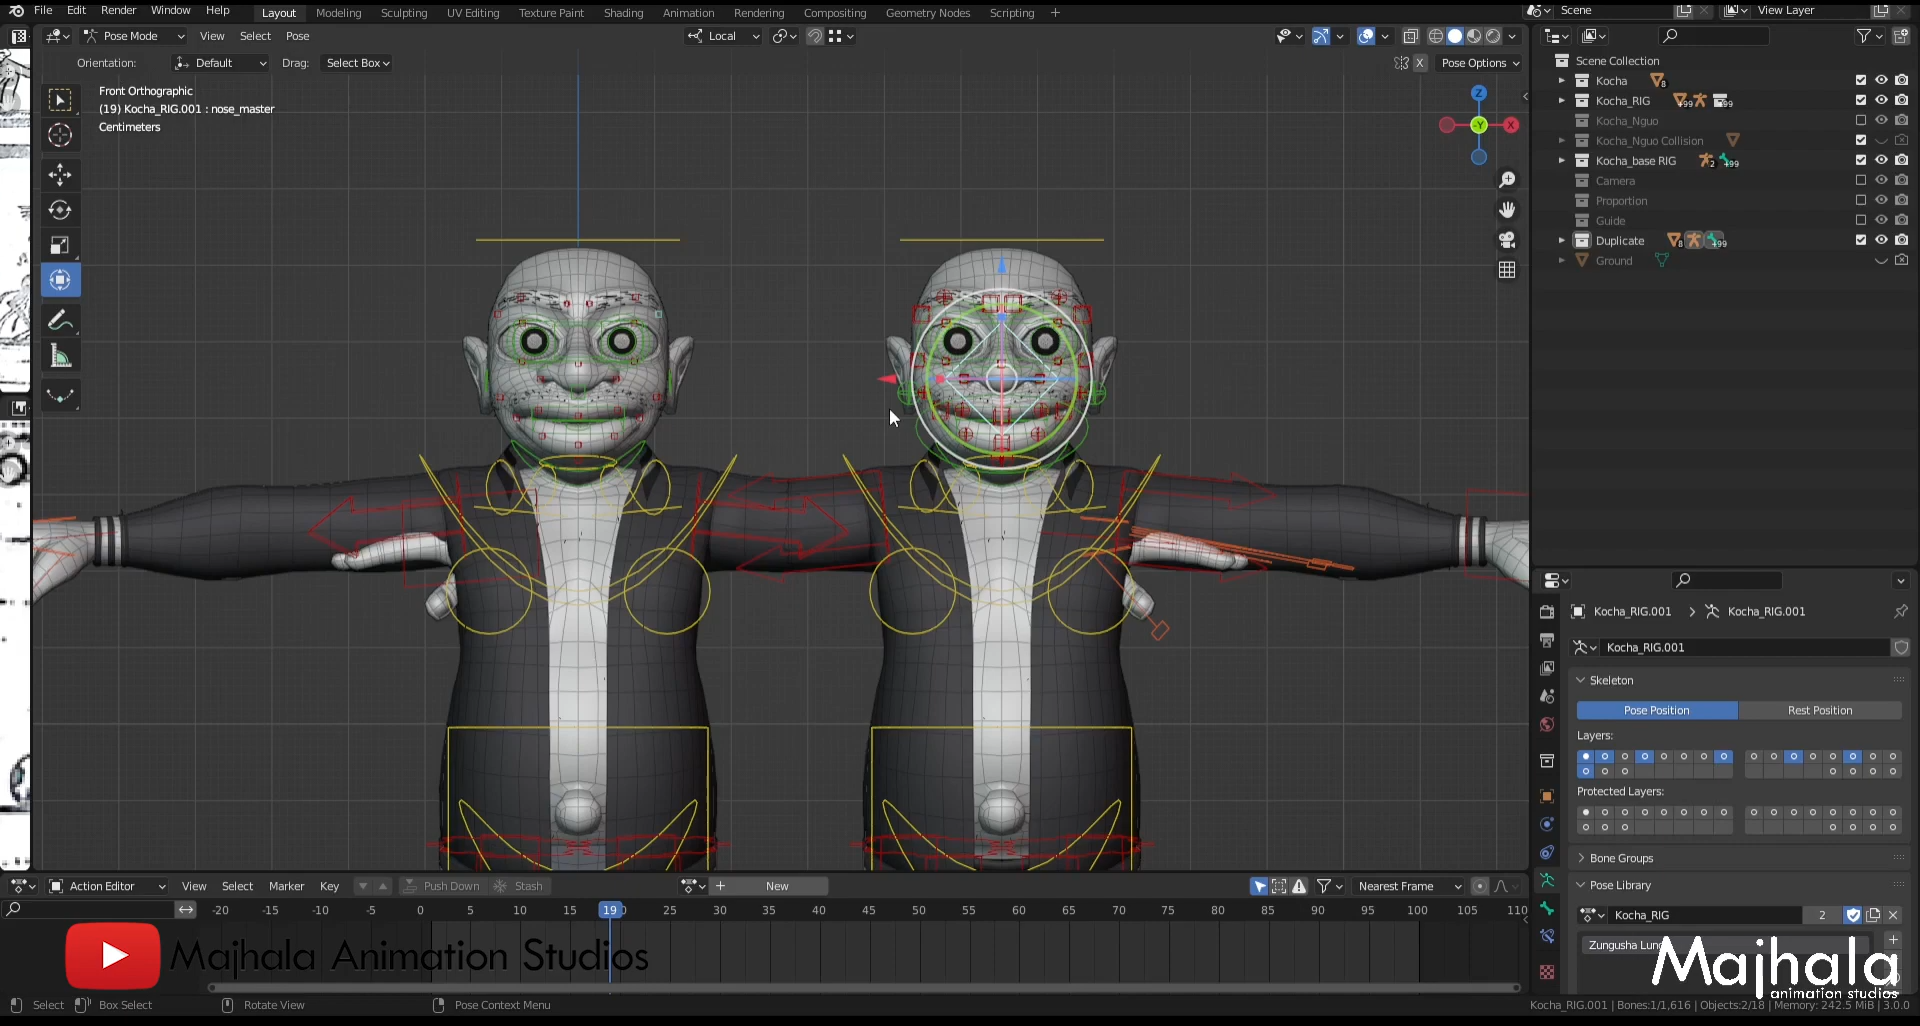 File Edit Render Window Help Layout Modeling Sculpting UV Editing Texture Paint Shading Animation Rendering Compositing Geometry Nodes Scripting + Scene View Layer
Pose Mode View Select Pose Local
Orientation: Default Drag: Select Box X Pose Options
Front Orthographic
(19) Kocha_RIG.001 : nose_master
Centimeters
Z
-Y X
Scene Collection
Kocha 8
Kocha_RIG +99 +99
Kocha_Nguo
Kocha_Nguo Collision
Kocha_base RIG 2 +99
Camera
Proportion
Guide
Duplicate 8 +99
Ground
Kocha_RIG.001 > Kocha_RIG.001
Kocha_RIG.001
Skeleton
Pose Position Rest Position
Layers:
Protected Layers:
Bone Groups
Pose Library
Kocha_RIG 2
Action Editor View Select Marker Key Push Down Stash + New Nearest Frame
-20 -15 -10 -5 0 5 10 15 19 25 30 35 40 45 50 55 60 65 70 75 80 85 90 95 100 105 110
Majhala Animation Studios
Majhala
animation studios
Select Box Select Rotate View Pose Context Menu
Kocha_RIG.001 | Bones:1/1,616 | Objects:2/18 | Memory: 242.5 MiB | 3.0.0